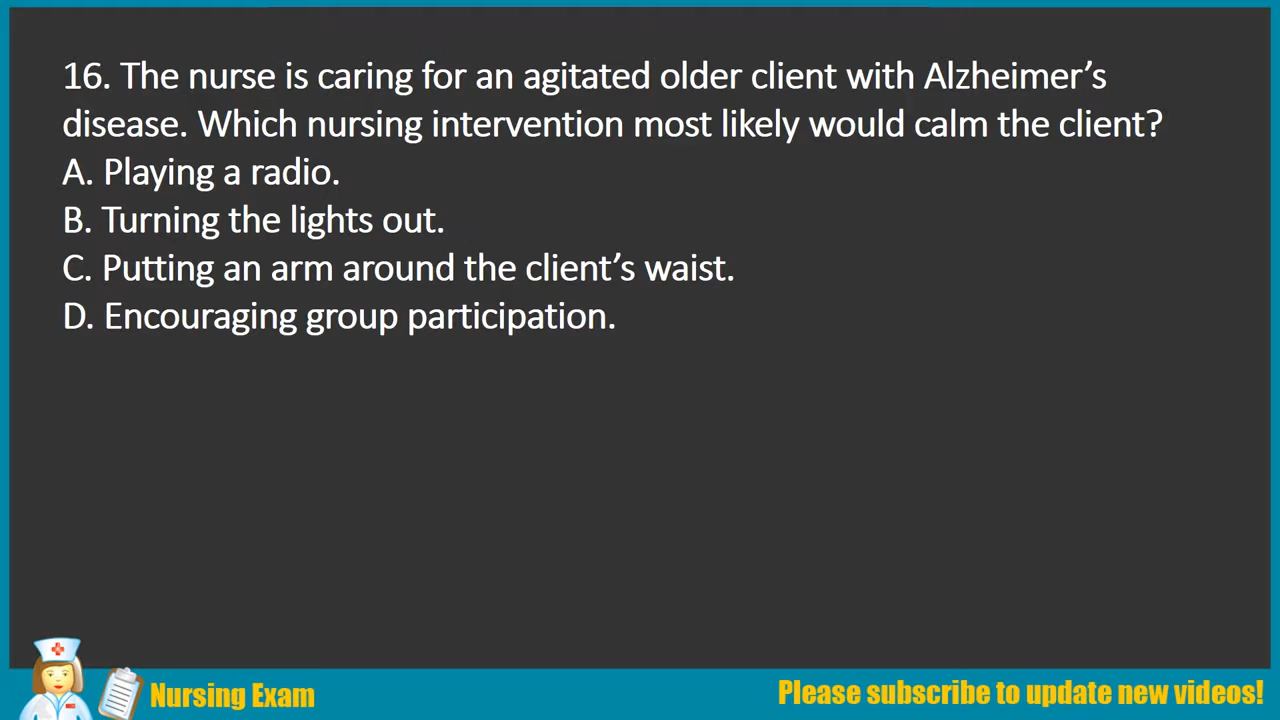 16. The nurse is caring for an agitated older client with Alzheimer’s
disease. Which nursing intervention most likely would calm the client?
A. Playing a radio.
B. Turning the lights out.
C. Putting an arm around the client’s waist.
D. Encouraging group participation.
Nursing Exam
Please subscribe to update new videos!